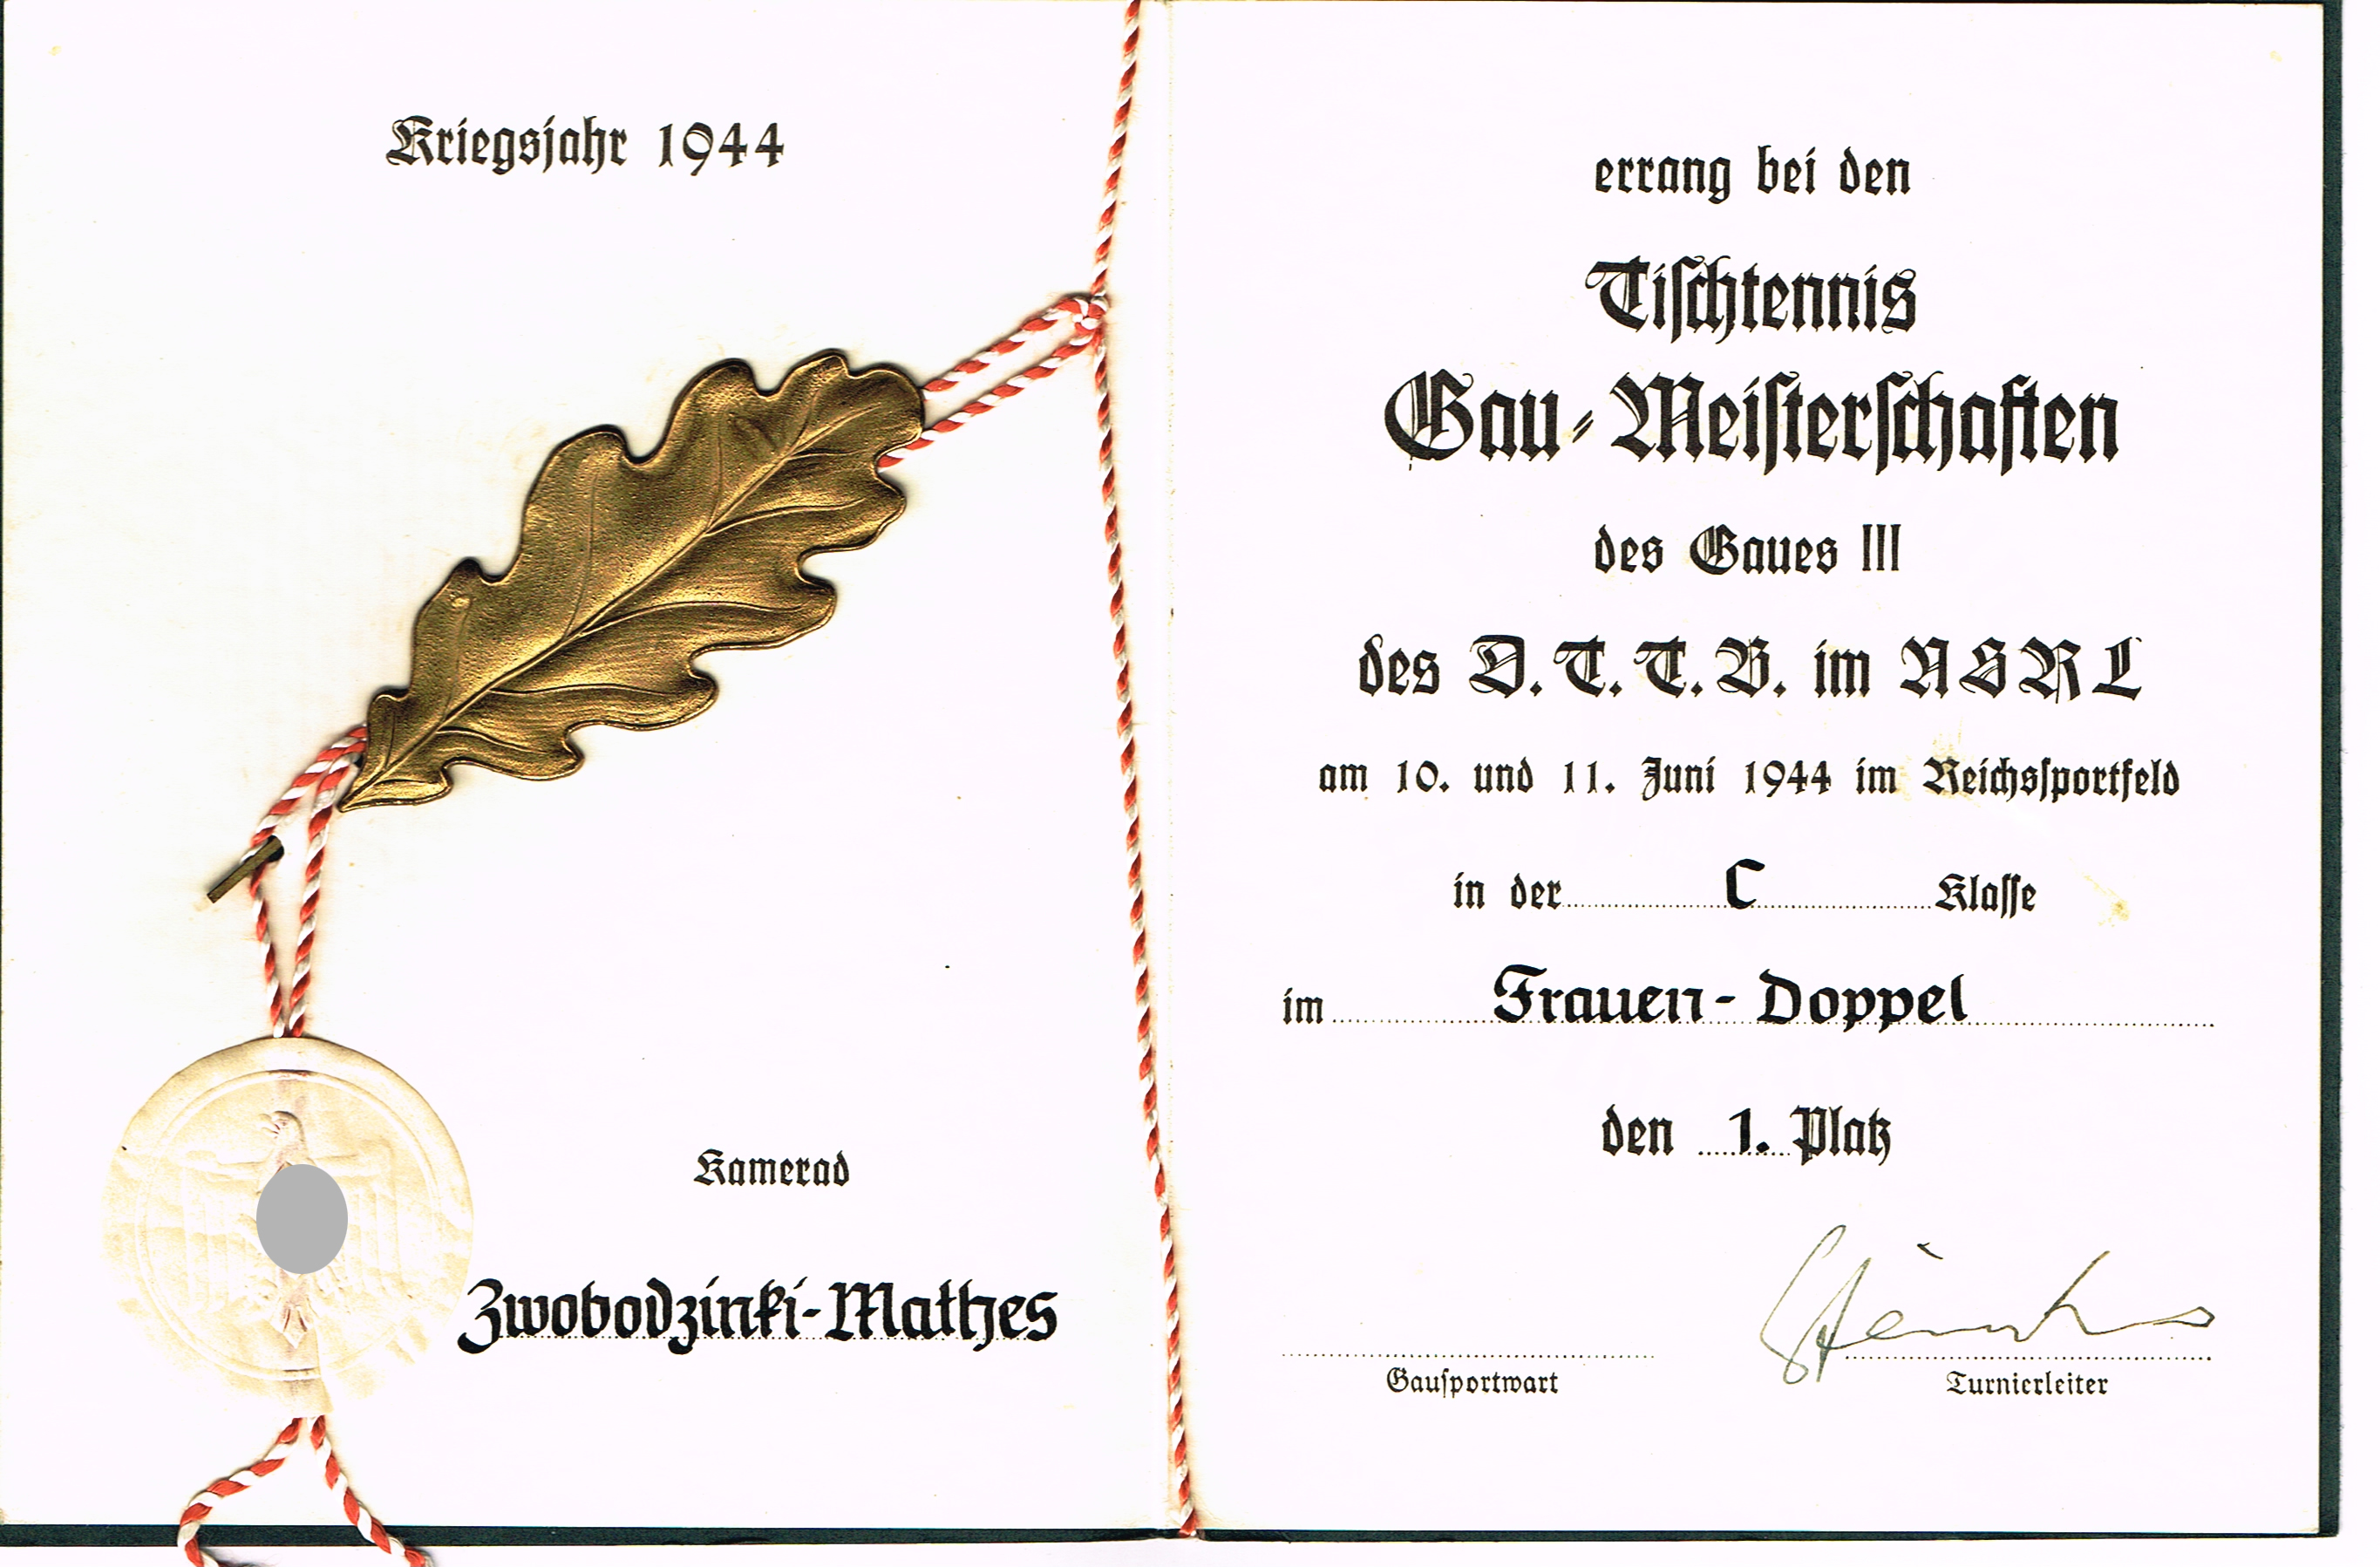 Kriegsjahr 1944
Kamerad
Zwobodzinki-Mathes
errang bei den
Tiſchtennis
Gau-Meiſterſchaften
des Gaues III
des D.T.T.B. im NSRL
am 10. und 11. Juni 1944 im Reichsſportfeld
in der C Klaſſe
im Frauen-Doppel
den 1. Platz
Gauſportwart
Turnierleiter